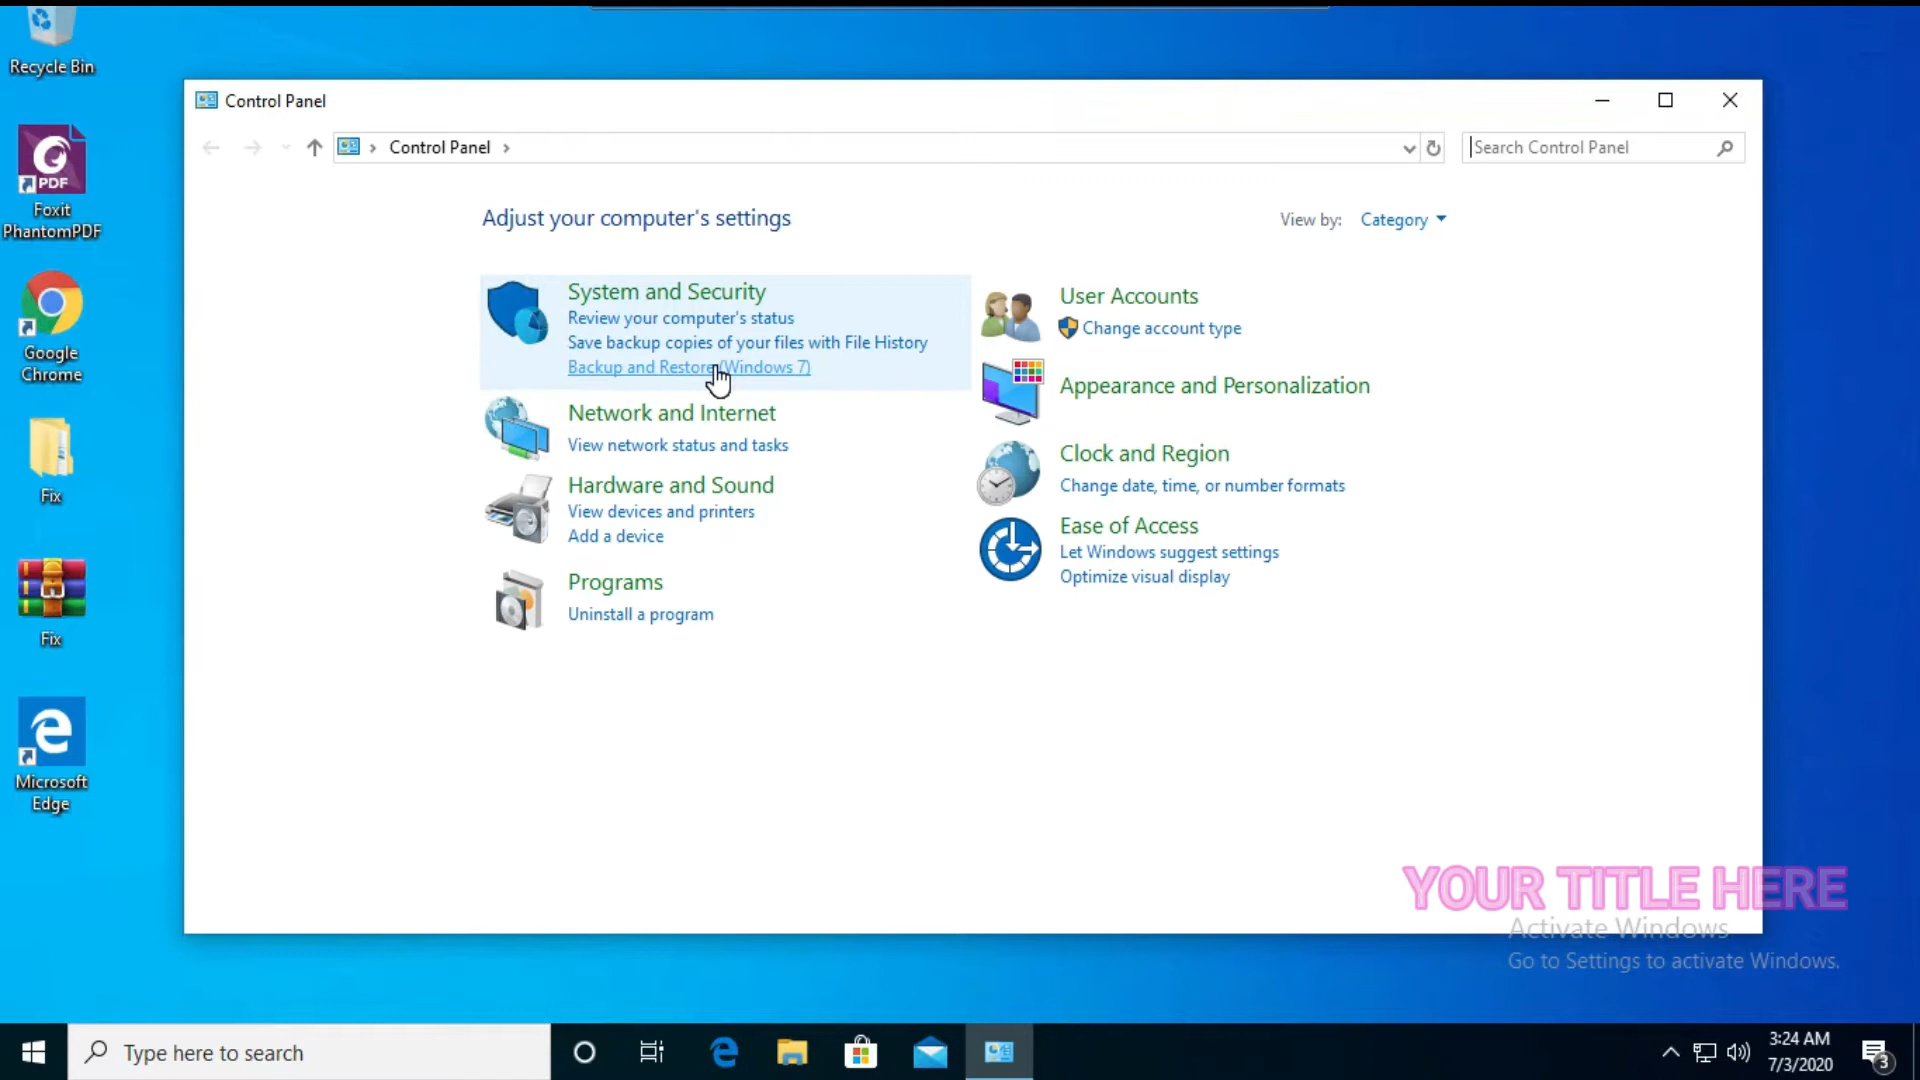 Recycle Bin
Foxit
PhantomPDF
Google
Chrome
Fix
Fix
Microsoft
Edge
Control Panel
Control Panel
Search Control Panel
Adjust your computer's settings
View by: Category
System and Security
Review your computer's status
Save backup copies of your files with File History
Backup and Restore (Windows 7)
Network and Internet
View network status and tasks
Hardware and Sound
View devices and printers
Add a device
Programs
Uninstall a program
User Accounts
Change account type
Appearance and Personalization
Clock and Region
Change date, time, or number formats
Ease of Access
Let Windows suggest settings
Optimize visual display
YOUR TITLE HERE
Activate Windows
Go to Settings to activate Windows.
Type here to search
3:24 AM
7/3/2020
3
PDF